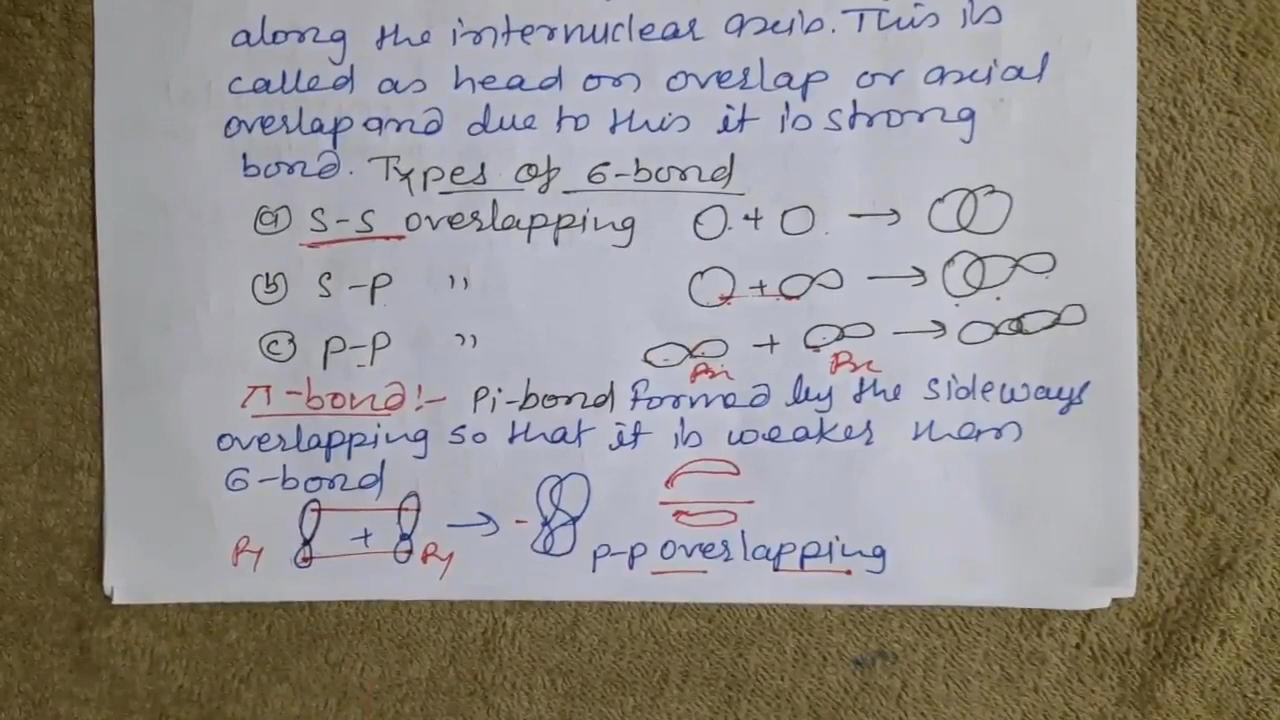 along the internuclear axis. This is
called as head on overlap or axial
overlap and due to this it is strong
bond. Types of σ-bond
(a) s-s overlapping O + O →
(b) s-p " + →
(c) p-p " + →
Px Px
π-bond:- Pi-bond formed by the sideways
overlapping so that it is weaker than
σ-bond
Py + Py → p-p overlapping